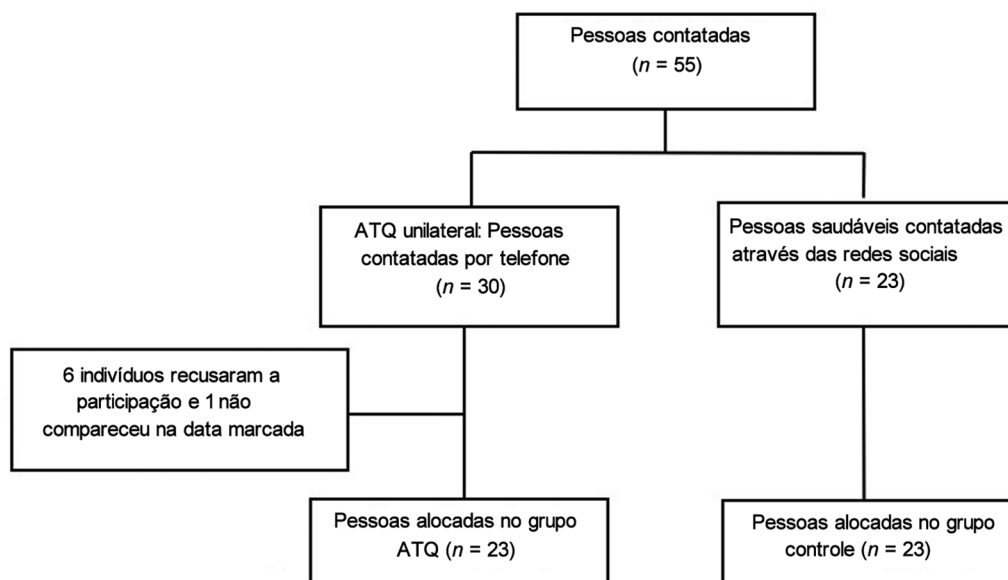 Pessoas contatadas
(n = 55)
ATQ unilateral: Pessoas
contatadas por telefone
(n = 30)
Pessoas saudáveis contatadas
através das redes sociais
(n = 23)
6 indivíduos recusaram a
participação e 1 não
compareceu na data marcada
Pessoas alocadas no grupo
ATQ (n = 23)
Pessoas alocadas no grupo
controle (n = 23)